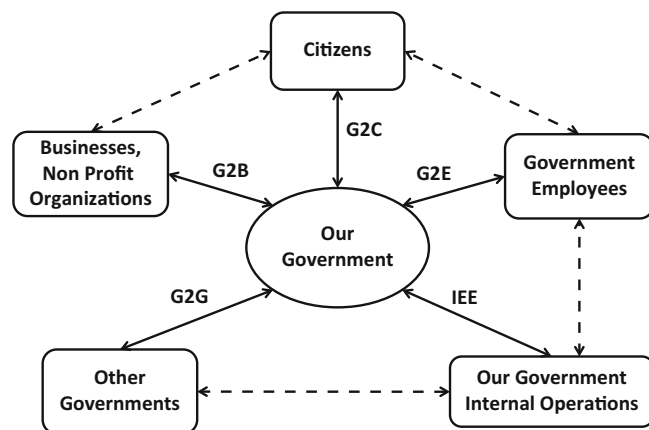 Citizens
G2C
Businesses,
Non Profit
Organizations
G2B
G2E
Government
Employees
Our
Government
G2G
IEE
Other
Governments
Our Government
Internal Operations